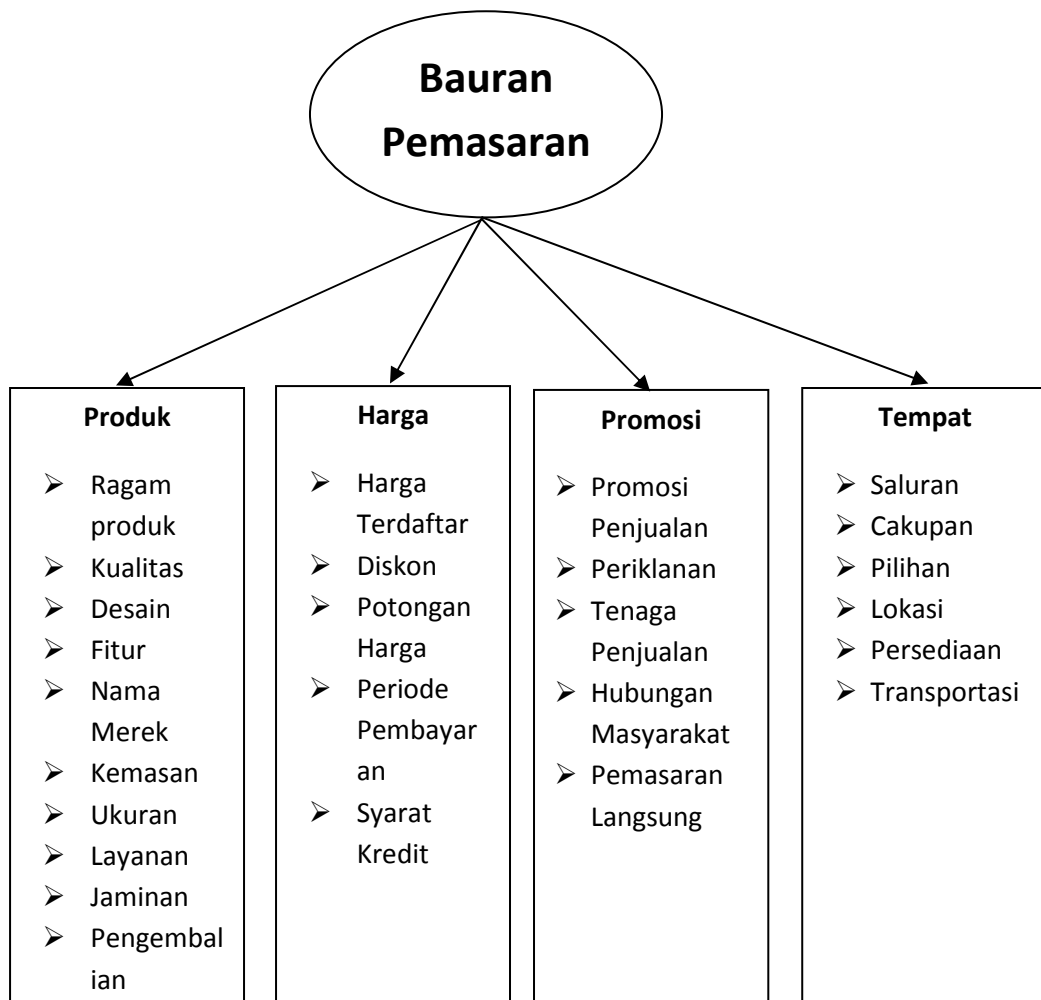 Bauran
Pemasaran
Produk
Ragam
produk
Kualitas
Desain
Fitur
Nama
Merek
Kemasan
Ukuran
Layanan
Jaminan
Pengembal
ian
Harga
Harga
Terdaftar
Diskon
Potongan
Harga
Periode
Pembayar
an
Syarat
Kredit
Promosi
Promosi
Penjualan
Periklanan
Tenaga
Penjualan
Hubungan
Masyarakat
Pemasaran
Langsung
Tempat
Saluran
Cakupan
Pilihan
Lokasi
Persediaan
Transportasi